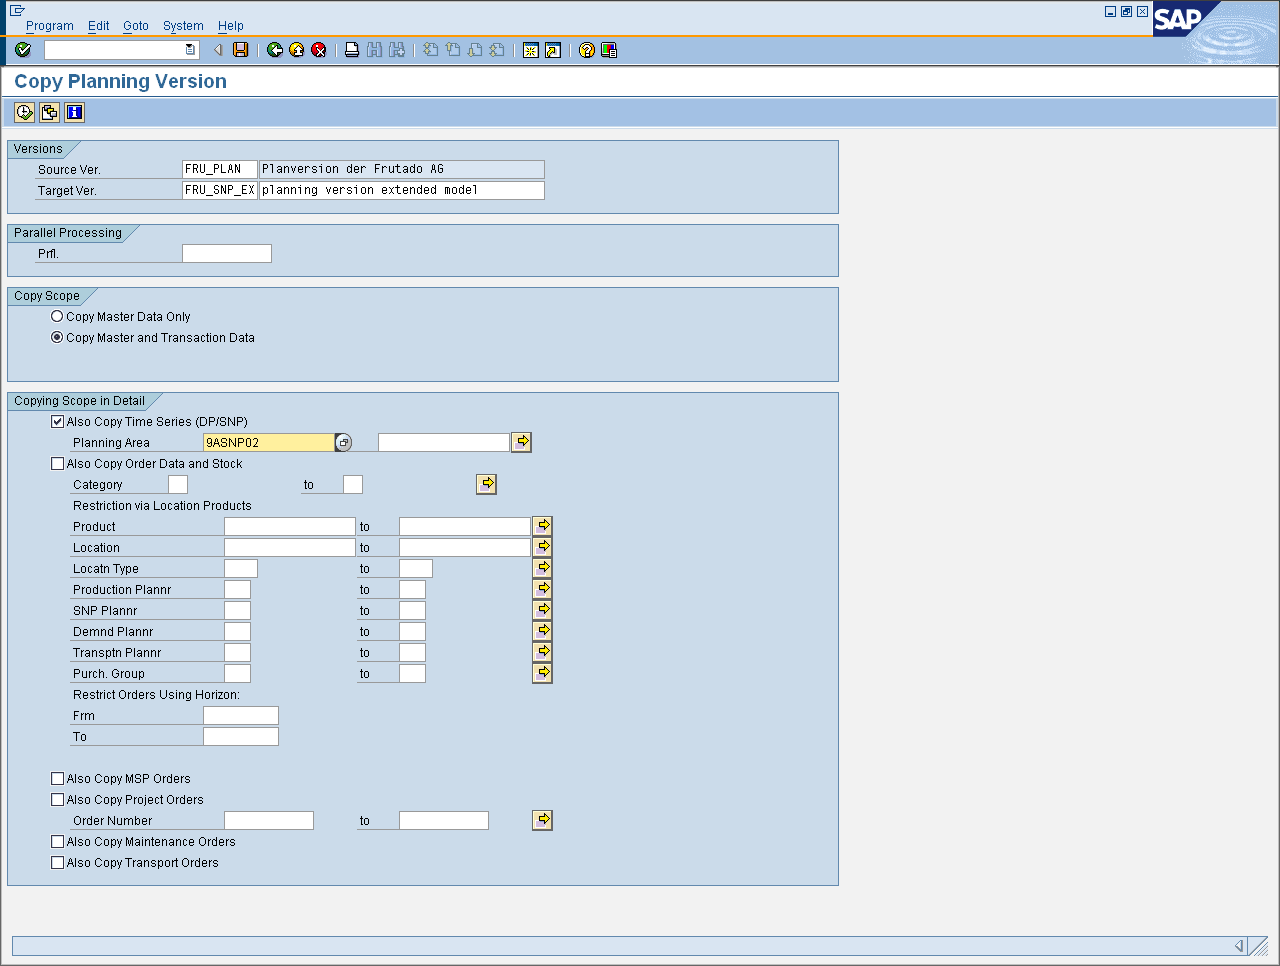 Program Edit Goto System Help
SAP
Copy Planning Version
Versions
Source Ver. FRU_PLAN Planversion der Frutado AG
Target Ver. FRU_SNP_EX planning version extended model
Parallel Processing
Prfl.
Copy Scope
Copy Master Data Only
Copy Master and Transaction Data
Copying Scope in Detail
Also Copy Time Series (DP/SNP)
Planning Area 9ASNP02
Also Copy Order Data and Stock
Category to
Restriction via Location Products
Product to
Location to
Locatn Type to
Production Plannr to
SNP Plannr to
Demnd Plannr to
Transptn Plannr to
Purch. Group to
Restrict Orders Using Horizon:
Frm
To
Also Copy MSP Orders
Also Copy Project Orders
Order Number to
Also Copy Maintenance Orders
Also Copy Transport Orders